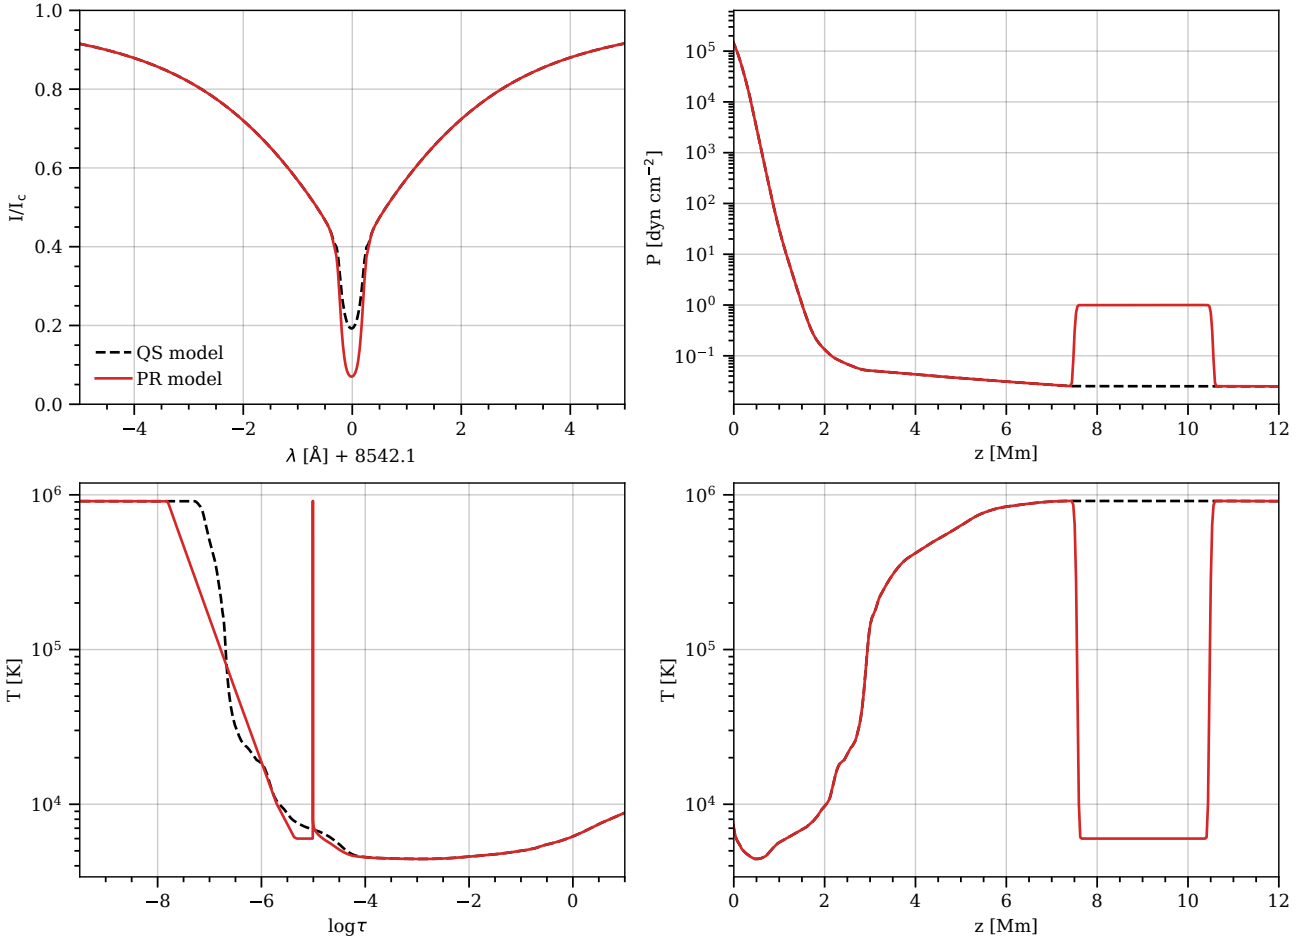 1.0
0.8
0.6
0.4
0.2
0.0
I/I_c
QS model
PR model
−4 −2 0 2 4
λ [Å] + 8542.1
10^5
10^4
10^3
10^2
10^1
10^0
10^−1
P [dyn cm^−2]
0 2 4 6 8 10 12
z [Mm]
10^6
10^5
10^4
T [K]
−8 −6 −4 −2 0
logτ
10^6
10^5
10^4
T [K]
0 2 4 6 8 10 12
z [Mm]